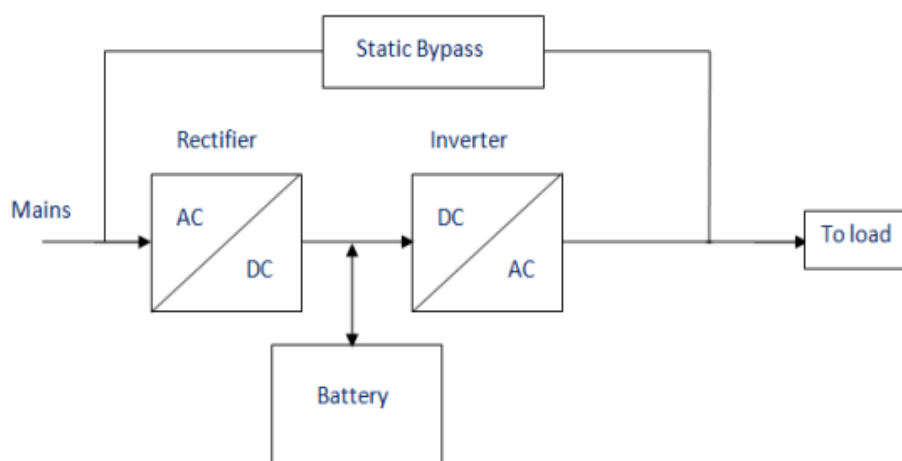 Static Bypass
Rectifier
Inverter
Mains
AC
DC
DC
AC
To load
Battery